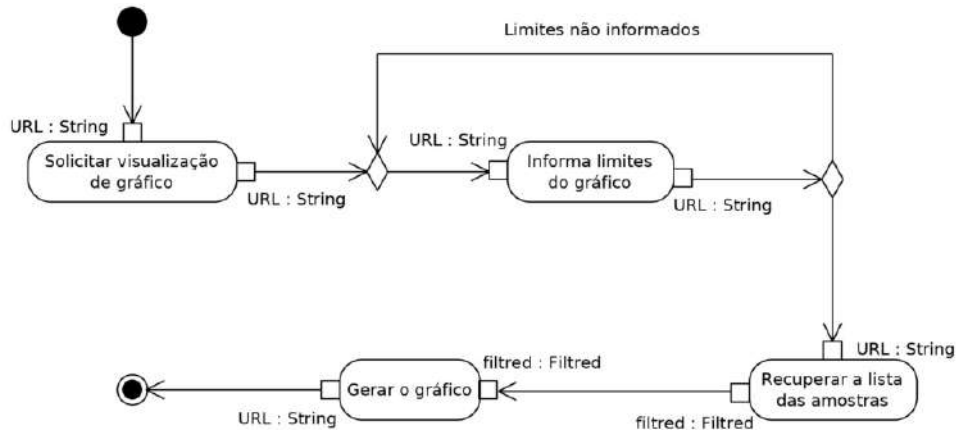 Limites não informados
URL : String
Solicitar visualização
de gráfico
URL : String
URL : String
Informa limites
do gráfico
URL : String
URL : String
Recuperar a lista
das amostras
filtred : Filtred
filtred : Filtred
Gerar o gráfico
URL : String